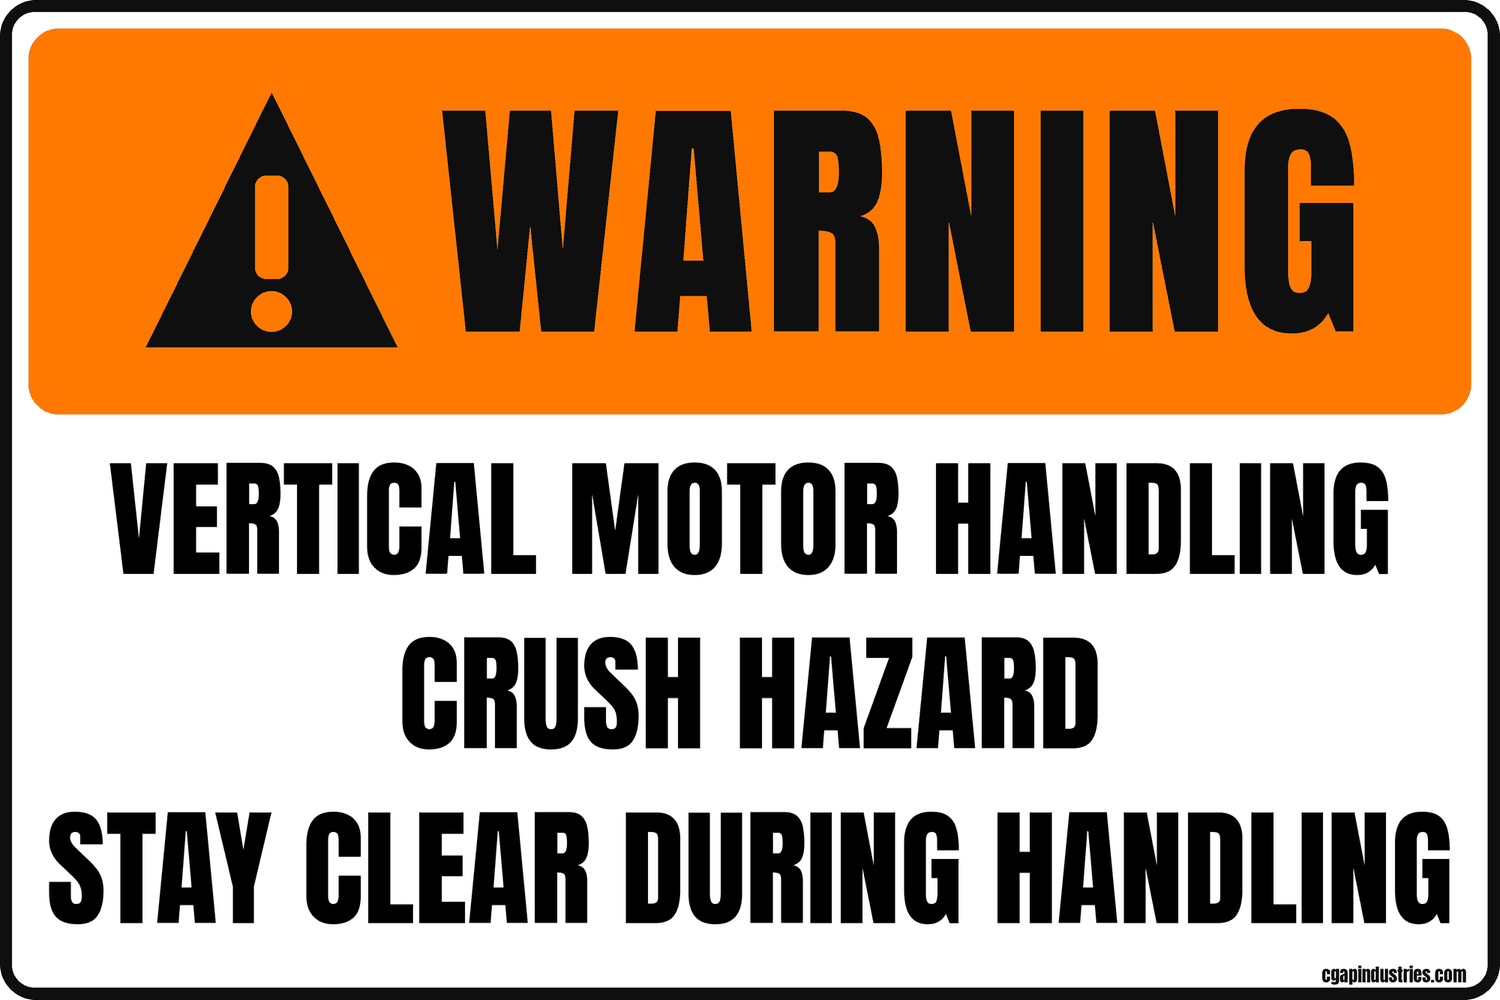 WARNING
VERTICAL MOTOR HANDLING
CRUSH HAZARD
STAY CLEAR DURING HANDLING
cgapindustries.com